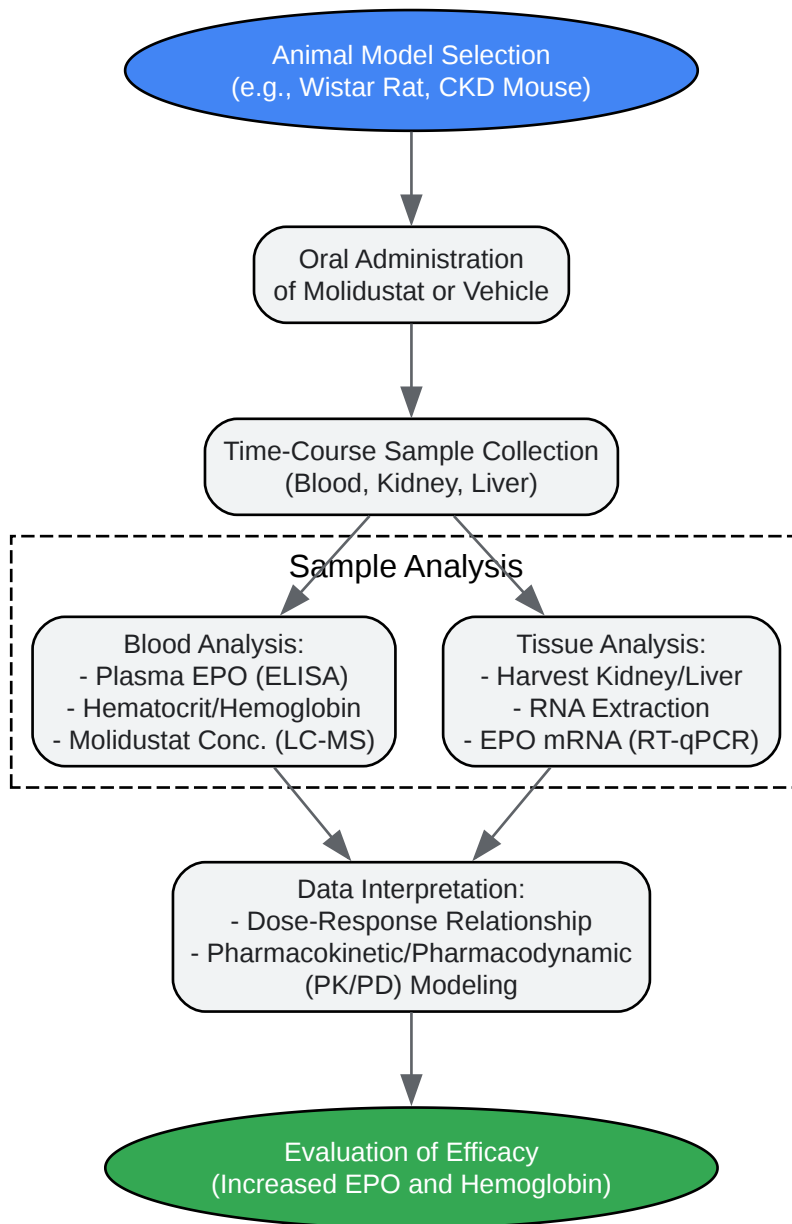 Animal Model Selection
(e.g., Wistar Rat, CKD Mouse)
Oral Administration
of Molidustat or Vehicle
Time-Course Sample Collection
(Blood, Kidney, Liver)
Sample Analysis
Blood Analysis:
- Plasma EPO (ELISA)
- Hematocrit/Hemoglobin
- Molidustat Conc. (LC-MS)
Tissue Analysis:
- Harvest Kidney/Liver
- RNA Extraction
- EPO mRNA (RT-qPCR)
Data Interpretation:
- Dose-Response Relationship
- Pharmacokinetic/Pharmacodynamic
(PK/PD) Modeling
Evaluation of Efficacy
(Increased EPO and Hemoglobin)